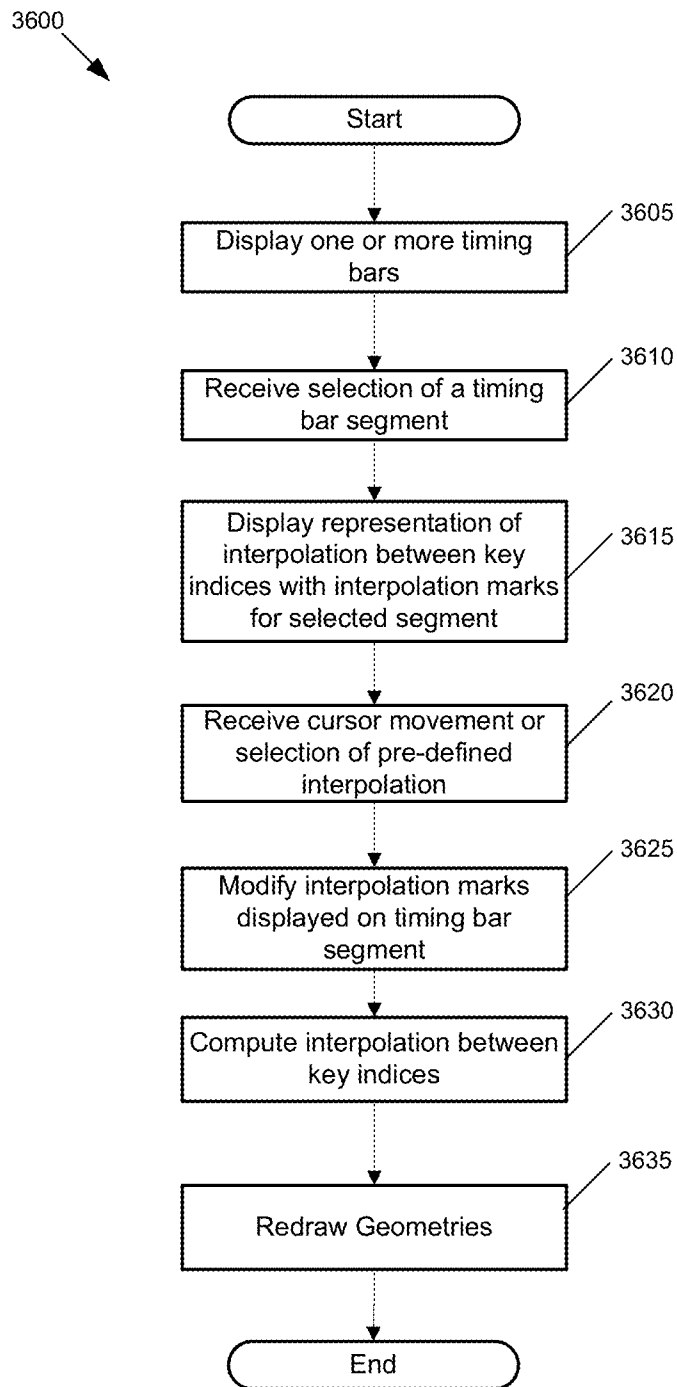 3600
Start
3605
Display one or more timing
bars
3610
Receive selection of a timing
bar segment
3615
Display representation of
interpolation between key
indices with interpolation marks
for selected segment
3620
Receive cursor movement or
selection of pre-defined
interpolation
3625
Modify interpolation marks
displayed on timing bar
segment
3630
Compute interpolation between
key indices
3635
Redraw Geometries
End